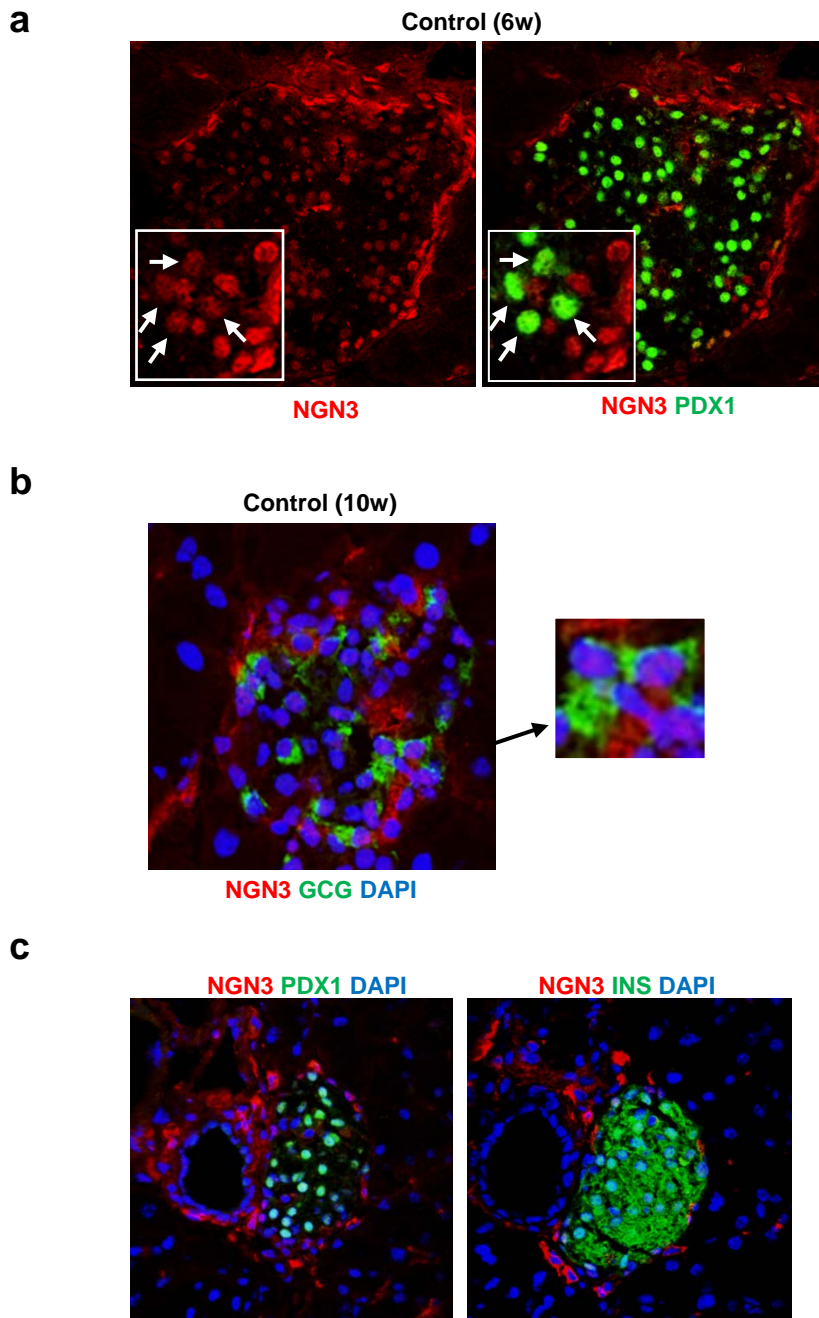 a
Control (6w)
NGN3
NGN3 PDX1
b
Control (10w)
NGN3 GCG DAPI
c
NGN3 PDX1 DAPI
NGN3 INS DAPI